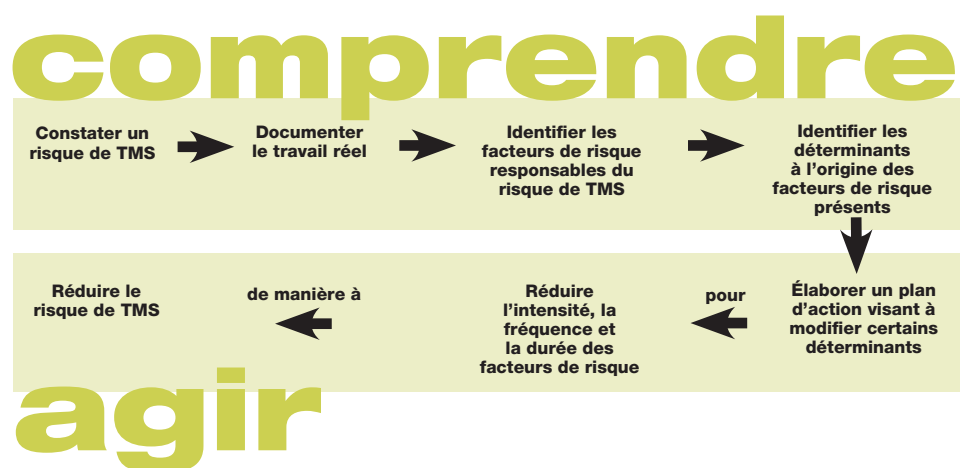 comprendre
Constater un
risque de TMS
Documenter
le travail réel
Identifier les
facteurs de risque
responsables du
risque de TMS
Identifier les
déterminants
à l'origine des
facteurs de risque
présents
Élaborer un plan
d'action visant à
modifier certains
déterminants
pour
Réduire
l'intensité, la
fréquence et
la durée des
facteurs de risque
de manière à
Réduire le
risque de TMS
agir